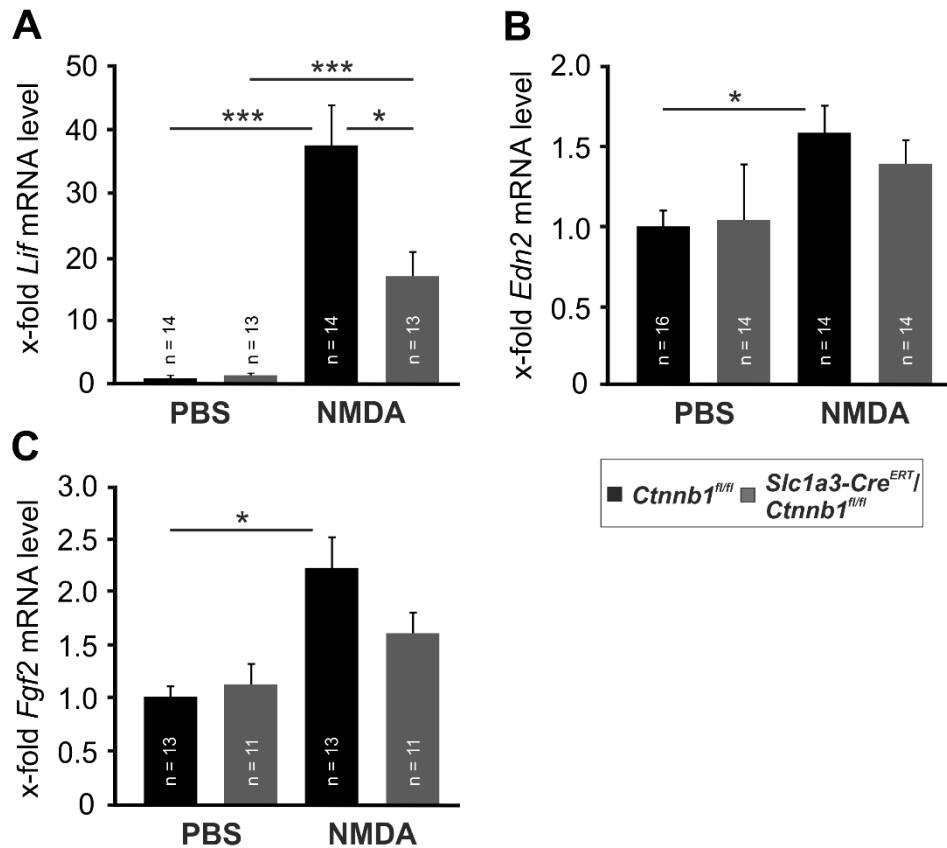 A
x-fold Lif mRNA level
50
40
30
20
10
0
***
***
*
n = 14
n = 13
n = 14
n = 13
PBS
NMDA
B
x-fold Edn2 mRNA level
2.0
1.5
1.0
0.5
0
*
n = 16
n = 14
n = 14
n = 14
PBS
NMDA
C
x-fold Fgf2 mRNA level
3.0
2.5
2.0
1.5
1.0
0.5
0
*
n = 13
n = 11
n = 13
n = 11
PBS
NMDA
Ctnnb1fl/fl
Slc1a3-CreERT/
Ctnnb1fl/fl